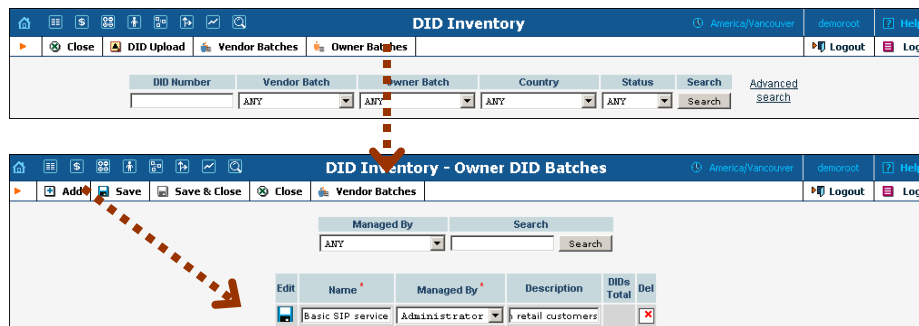 DID Inventory America/Vancouver demoroot Help
Close DID Upload Vendor Batches Owner Batches Logout Log
DID Number Vendor Batch Owner Batch Country Status Search Advanced search
ANY ANY ANY ANY Search
DID Inventory - Owner DID Batches America/Vancouver demoroot Help
Add Save Save & Close Close Vendor Batches Logout Log
Managed By Search
ANY Search
Edit Name * Managed By * Description DIDs Total Del
Basic SIP service Administrator retail customers